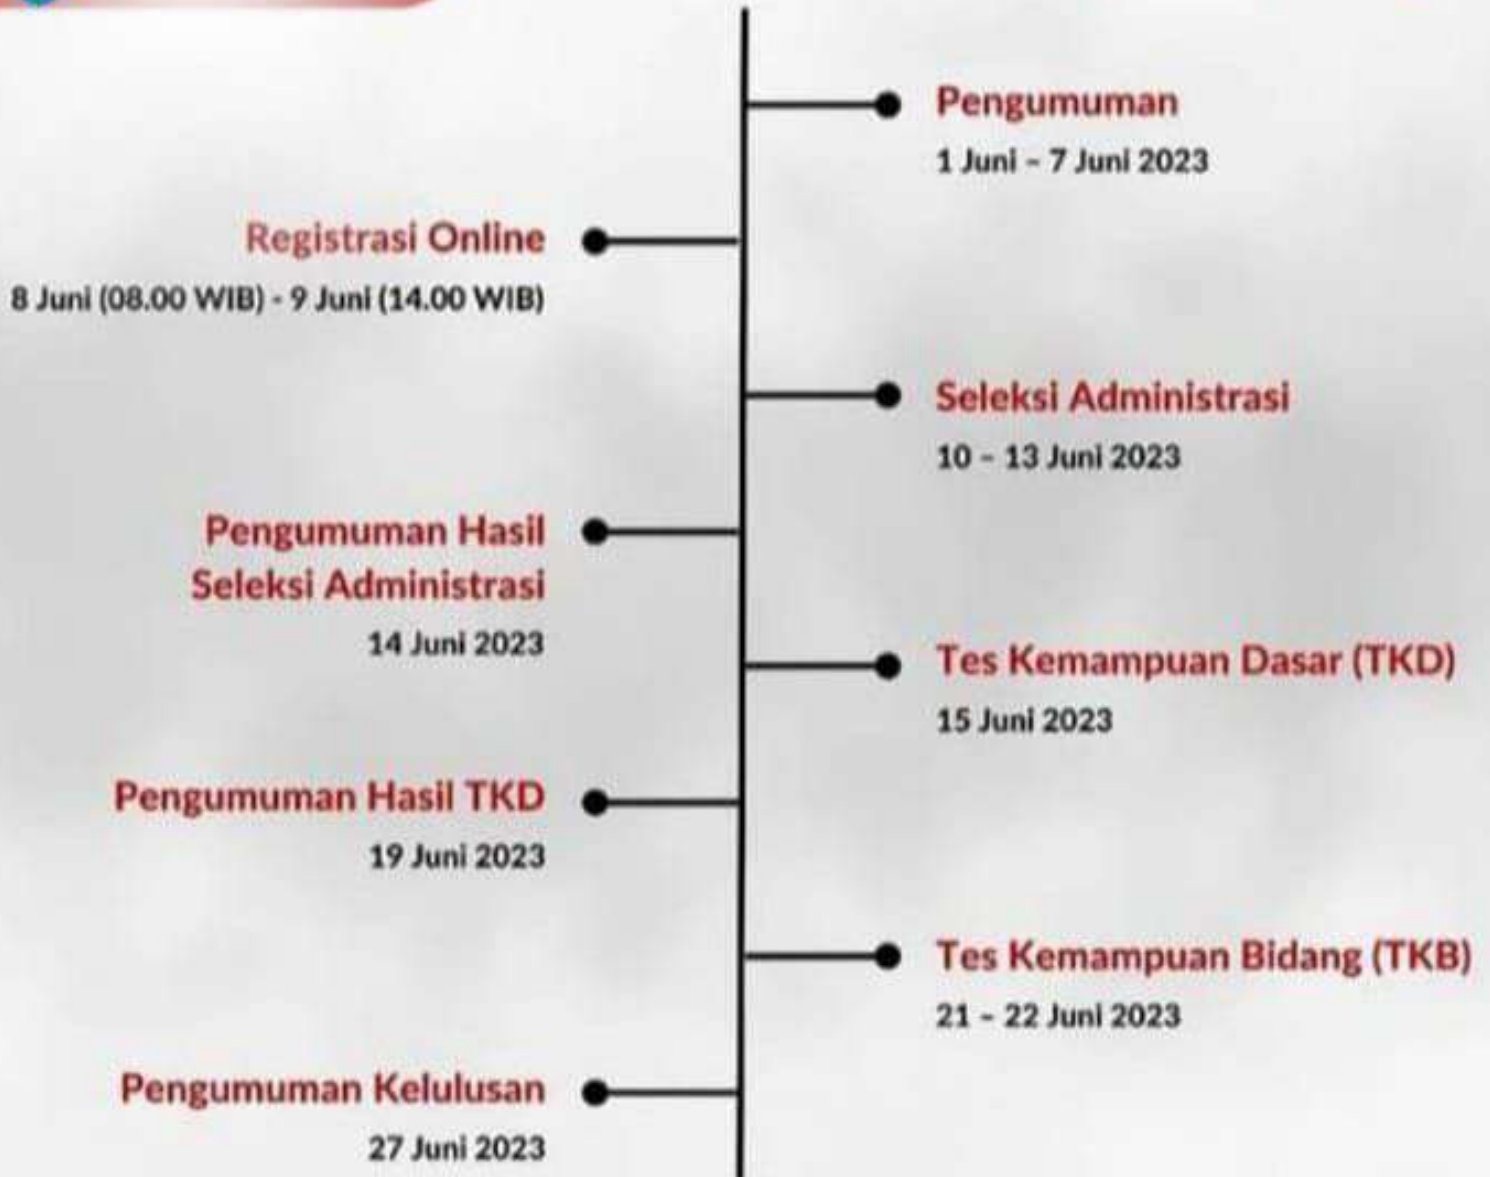 Pengumuman
1 Juni – 7 Juni 2023
Registrasi Online
8 Juni (08.00 WIB) - 9 Juni (14.00 WIB)
Seleksi Administrasi
10 – 13 Juni 2023
Pengumuman Hasil
Seleksi Administrasi
14 Juni 2023
Tes Kemampuan Dasar (TKD)
15 Juni 2023
Pengumuman Hasil TKD
19 Juni 2023
Tes Kemampuan Bidang (TKB)
21 – 22 Juni 2023
Pengumuman Kelulusan
27 Juni 2023